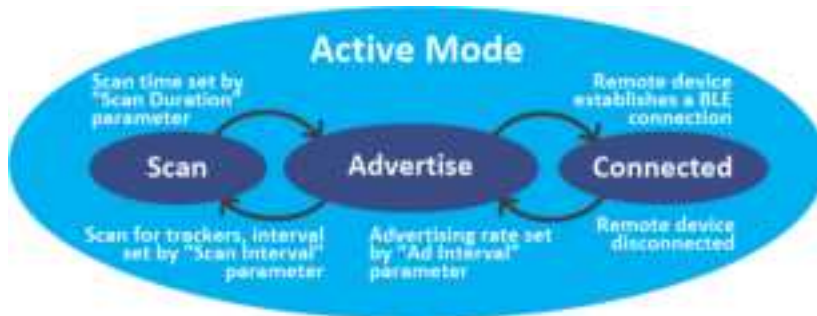 Active Mode
Scan time set by
"Scan Duration"
parameter
Remote device
establishes a BLE
connection
Scan
Advertise
Connected
Scan for trackers, interval
set by "Scan Interval"
parameter
Advertising rate set
by "Ad Interval"
parameter
Remote device
disconnected